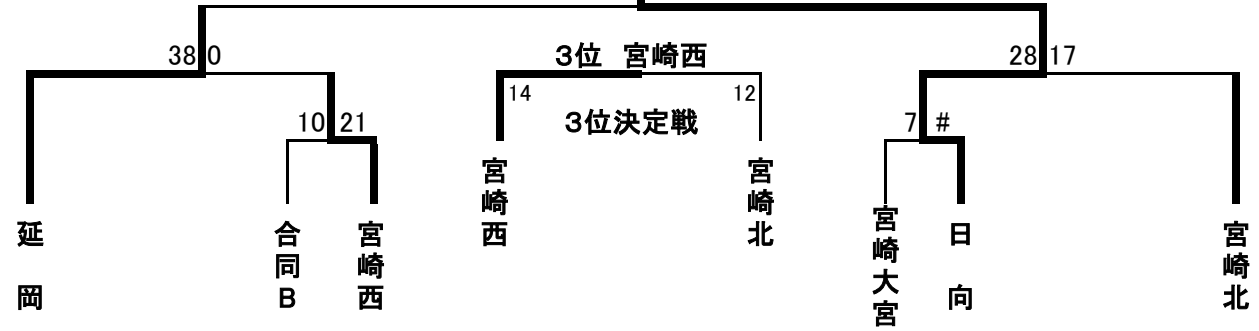 38 0
3位 宮崎西
28 17
14
12
3位決定戦
10 21
7 #
延岡
合同B
宮崎西
宮崎西
宮崎北
宮崎大宮
日向
宮崎北